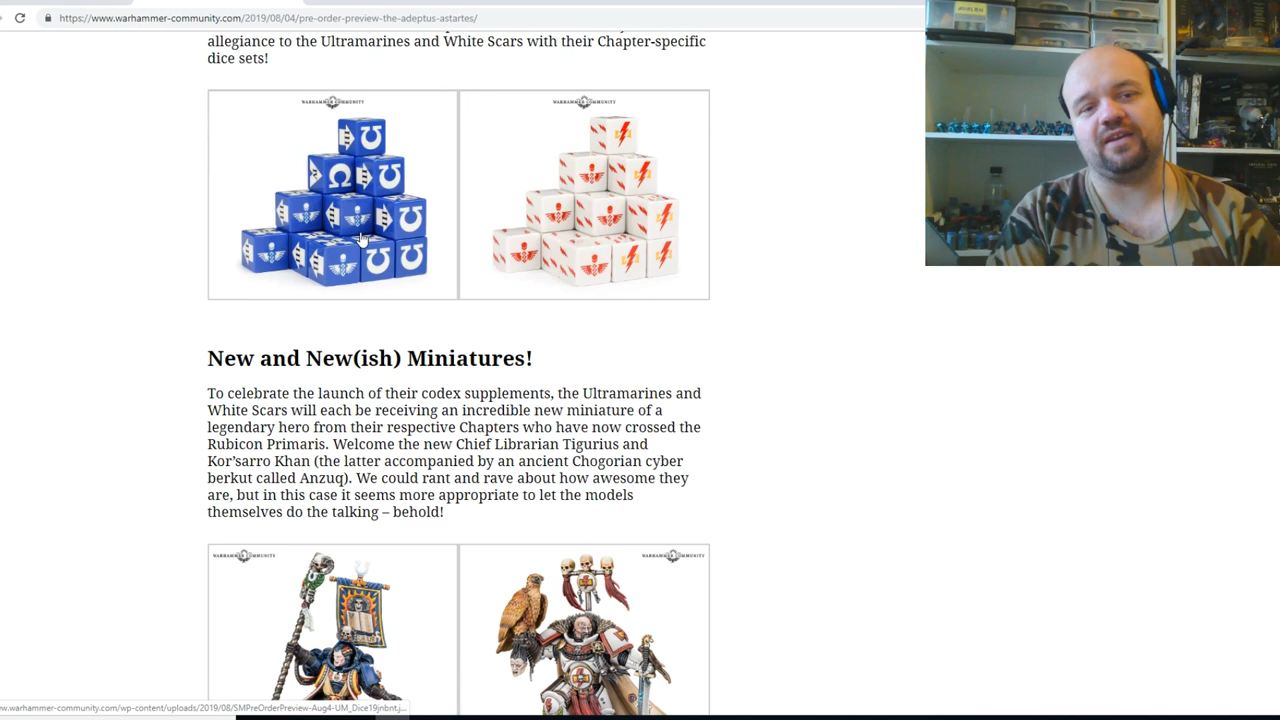 https://www.warhammer-community.com/2019/08/04/pre-order-preview-the-adeptus-astartes/
allegiance to the Ultramarines and White Scars with their Chapter-specific
dice sets!
WARHAMMER COMMUNITY
WARHAMMER COMMUNITY
New and New(ish) Miniatures!
To celebrate the launch of their codex supplements, the Ultramarines and
White Scars will each be receiving an incredible new miniature of a
legendary hero from their respective Chapters who have now crossed the
Rubicon Primaris. Welcome the new Chief Librarian Tigurius and
Kor’sarro Khan (the latter accompanied by an ancient Chogorian cyber
berkut called Anzuq). We could rant and rave about how awesome they
are, but in this case it seems more appropriate to let the models
themselves do the talking – behold!
WARHAMMER COMMUNITY
WARHAMMER COMMUNITY
w.warhammer-community.com/wp-content/uploads/2019/08/SMPreOrderPreview-Aug4-UM_Dice19jnbnt.j...